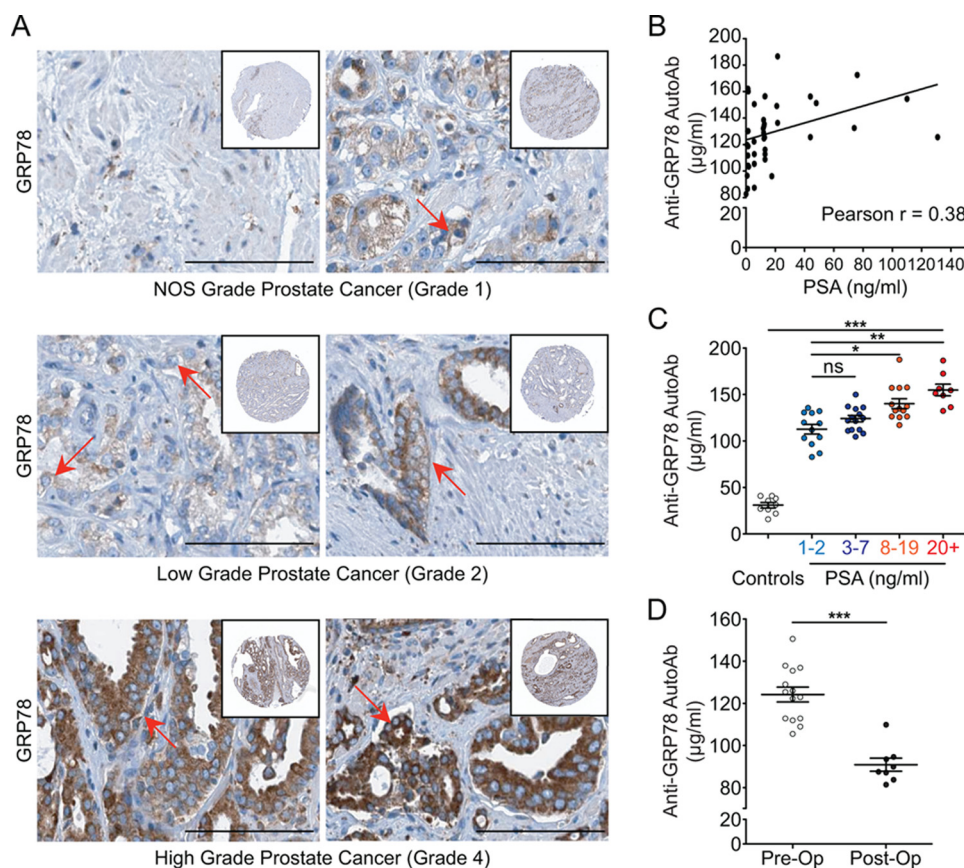 A
GRP78
NOS Grade Prostate Cancer (Grade 1)
GRP78
Low Grade Prostate Cancer (Grade 2)
GRP78
High Grade Prostate Cancer (Grade 4)
B
Anti-GRP78 AutoAb
(µg/ml)
200
180
160
140
120
100
80
20
0
Pearson r = 0.38
0 20 40 60 80 100 120 140
PSA (ng/ml)
C
Anti-GRP78 AutoAb
(µg/ml)
200
150
100
50
0
***
**
*
ns
1-2 3-7 8-19 20+
Controls PSA (ng/ml)
D
Anti-GRP78 AutoAb
(µg/ml)
160
140
120
100
80
20
0
***
Pre-Op Post-Op